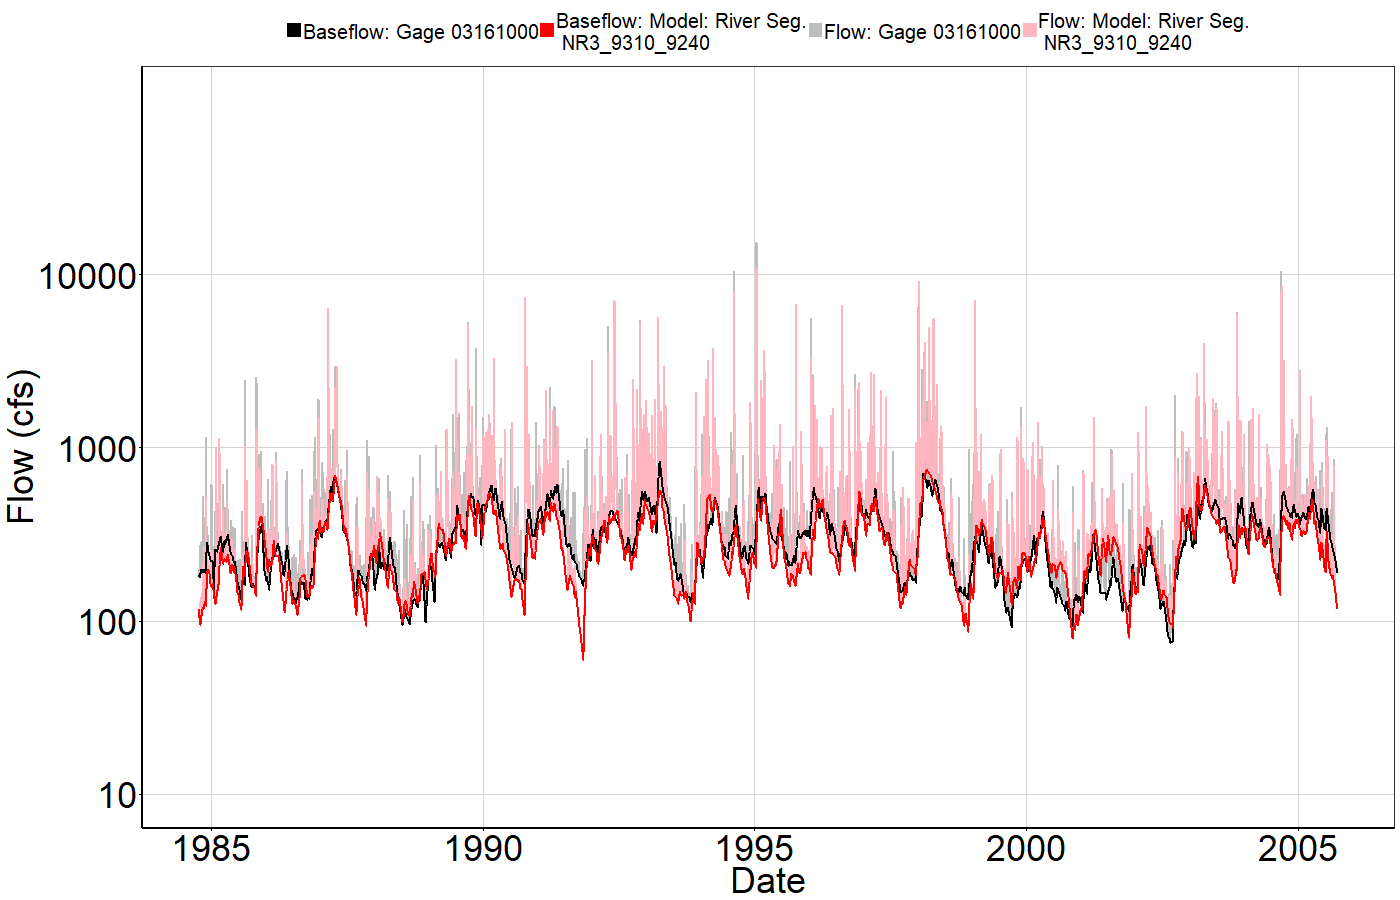 Baseflow: Gage 03161000
Baseflow: Model: River Seg.
NR3_9310_9240
Flow: Gage 03161000
Flow: Model: River Seg.
NR3_9310_9240
10000
1000
100
10
Flow (cfs)
1985
1990
1995
2000
2005
Date